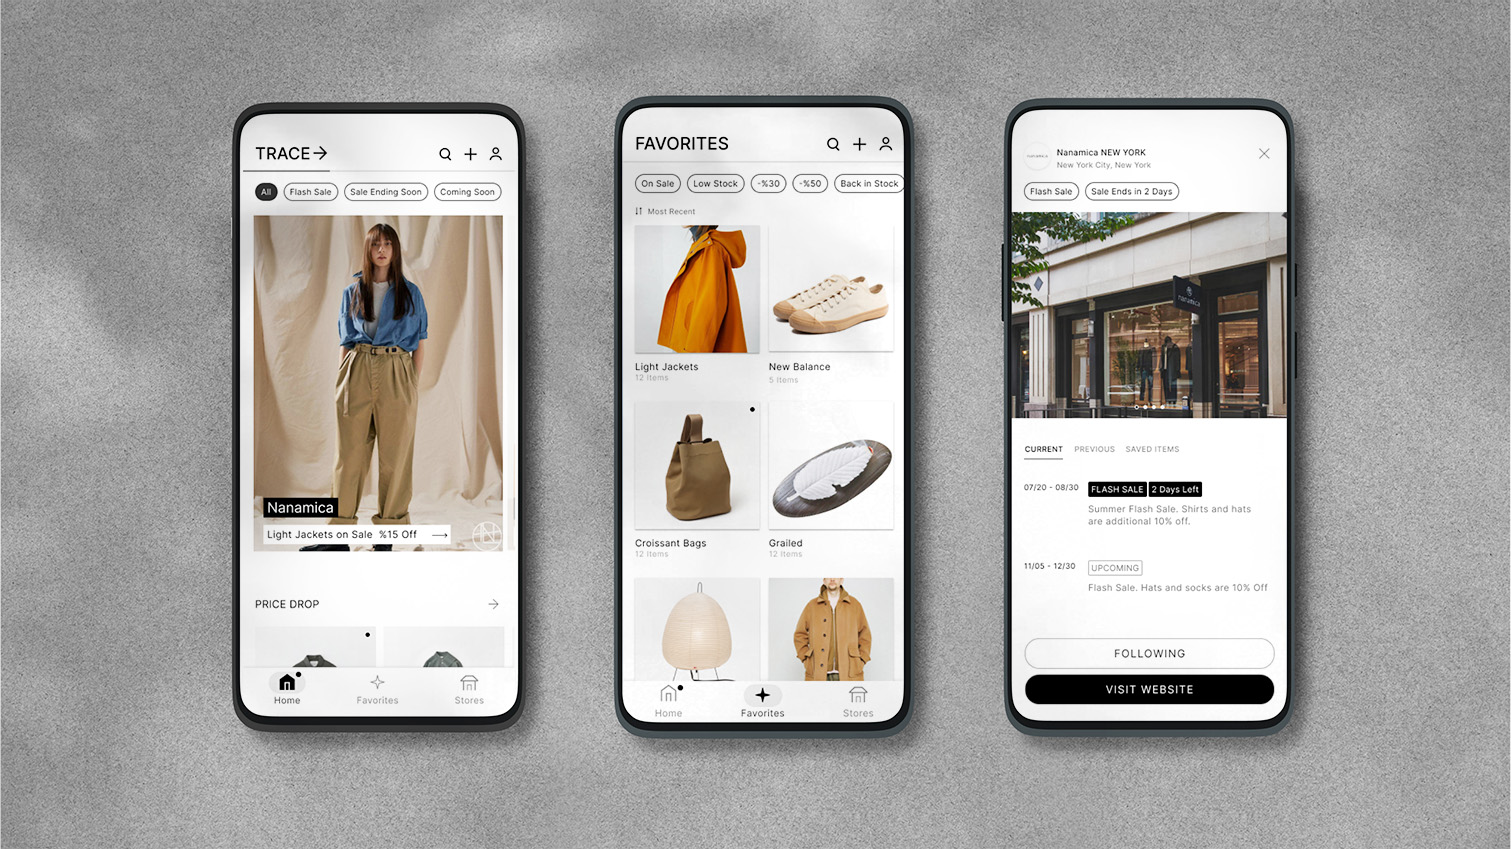 TRACE→
All
Flash Sale
Sale Ending Soon
Coming Soon
Nanamica
Light Jackets on Sale %15 Off →
PRICE DROP →
Home
Favorites
Stores
FAVORITES
On Sale
Low Stock
-%30
-%50
Back in Stock
Most Recent
Light Jackets
12 Items
New Balance
5 Items
Croissant Bags
12 Items
Grailed
12 Items
Home
Favorites
Stores
nanamica
Nanamica NEW YORK
New York City, New York
Flash Sale
Sale Ends in 2 Days
nanamica
CURRENT PREVIOUS SAVED ITEMS
07/20 - 08/30 FLASH SALE 2 Days Left
Summer Flash Sale. Shirts and hats
are additional 10% off.
11/05 - 12/30 UPCOMING
Flash Sale. Hats and socks are 10% Off
FOLLOWING
VISIT WEBSITE